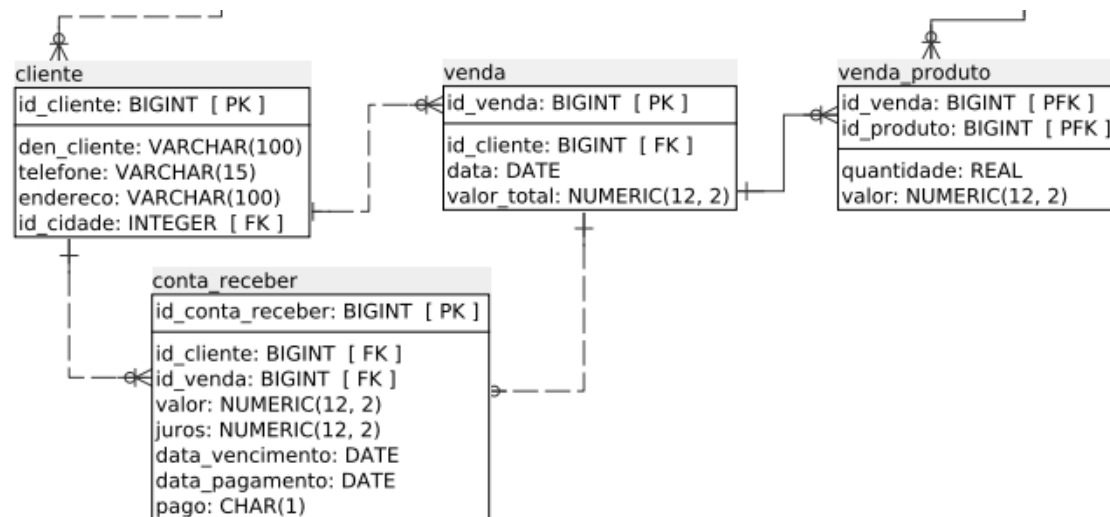 cliente
id_cliente: BIGINT [ PK ]
den_cliente: VARCHAR(100)
telefone: VARCHAR(15)
endereco: VARCHAR(100)
id_cidade: INTEGER [ FK ]
venda
id_venda: BIGINT [ PK ]
id_cliente: BIGINT [ FK ]
data: DATE
valor_total: NUMERIC(12, 2)
venda_produto
id_venda: BIGINT [ PFK ]
id_produto: BIGINT [ PFK ]
quantidade: REAL
valor: NUMERIC(12, 2)
conta_receber
id_conta_receber: BIGINT [ PK ]
id_cliente: BIGINT [ FK ]
id_venda: BIGINT [ FK ]
valor: NUMERIC(12, 2)
juros: NUMERIC(12, 2)
data_vencimento: DATE
data_pagamento: DATE
pago: CHAR(1)